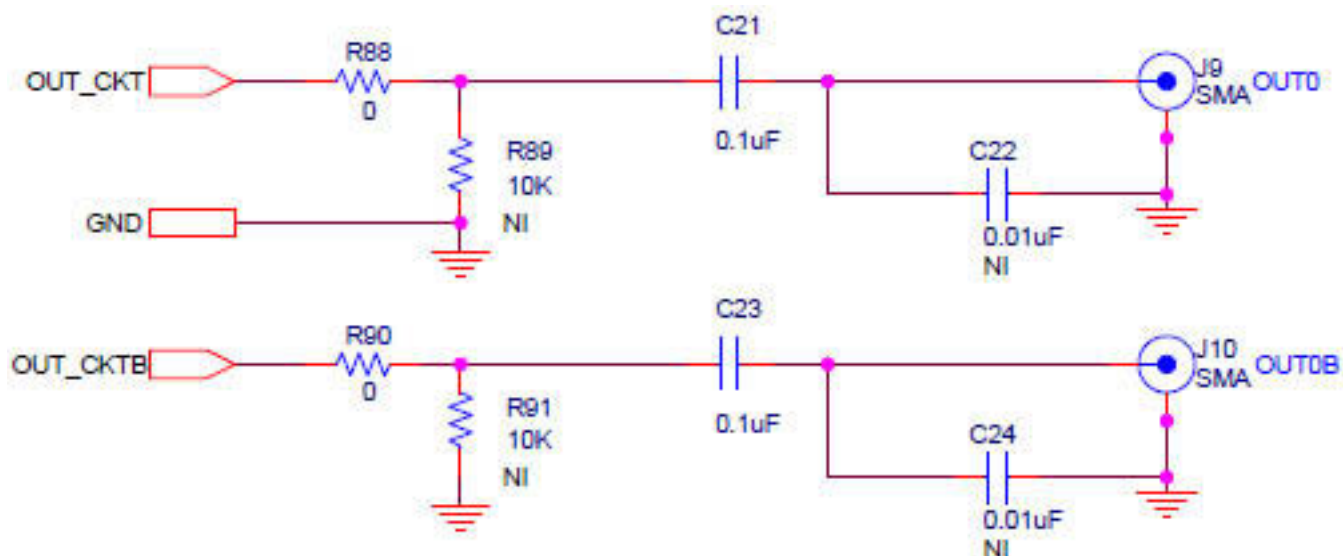 C21
R88
OUT_CKT
0
0.1uF
J9
SMA OUT0
R89
10K
NI
C22
0.01uF
NI
GND
C23
R90
OUT_CKTB
0
0.1uF
J10
SMA OUT0B
R91
10K
NI
C24
0.01uF
NI